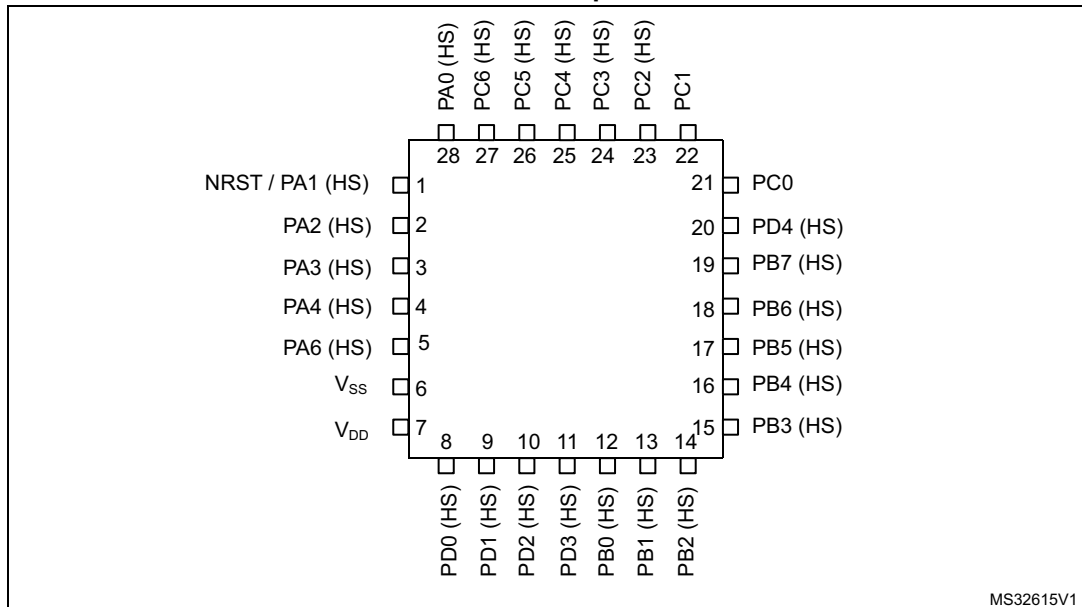 PA0 (HS)
PC6 (HS)
PC5 (HS)
PC4 (HS)
PC3 (HS)
PC2 (HS)
PC1
28 27 26 25 24 23 22
NRST / PA1 (HS) 1
PA2 (HS) 2
PA3 (HS) 3
PA4 (HS) 4
PA6 (HS) 5
VSS 6
VDD 7
21 PC0
20 PD4 (HS)
19 PB7 (HS)
18 PB6 (HS)
17 PB5 (HS)
16 PB4 (HS)
15 PB3 (HS)
8 9 10 11 12 13 14
PD0 (HS)
PD1 (HS)
PD2 (HS)
PD3 (HS)
PB0 (HS)
PB1 (HS)
PB2 (HS)
MS32615V1